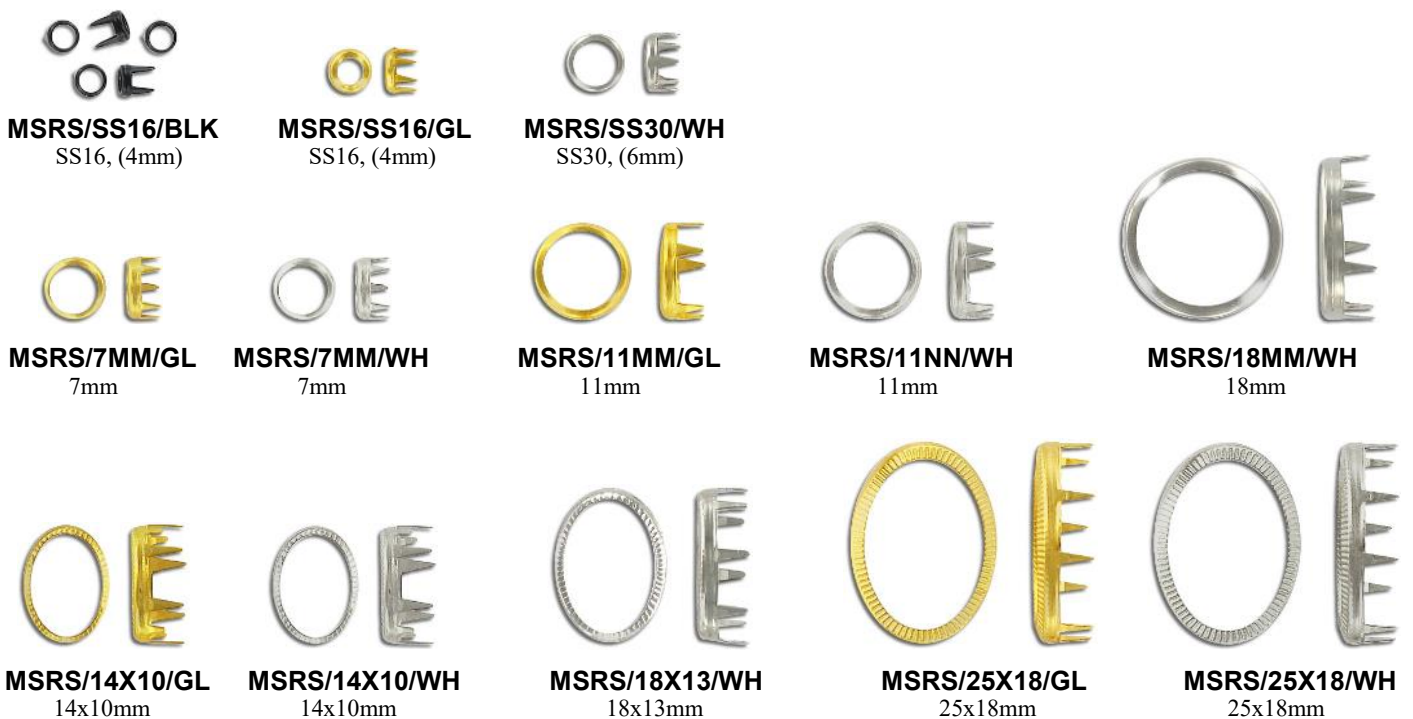 MSRS/SS16/BLK
SS16, (4mm)
MSRS/SS16/GL
SS16, (4mm)
MSRS/SS30/WH
SS30, (6mm)
MSRS/7MM/GL
7mm
MSRS/7MM/WH
7mm
MSRS/11MM/GL
11mm
MSRS/11NN/WH
11mm
MSRS/18MM/WH
18mm
MSRS/14X10/GL
14x10mm
MSRS/14X10/WH
14x10mm
MSRS/18X13/WH
18x13mm
MSRS/25X18/GL
25x18mm
MSRS/25X18/WH
25x18mm